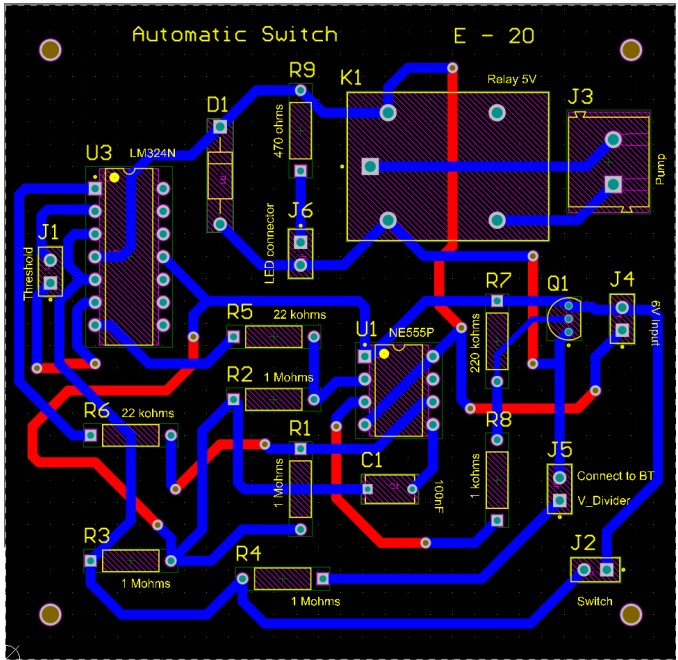 Automatic Switch
E - 20
R9
K1
Relay 5V
J3
D1
470 ohms
U3
LM324N
Pump
J6
J1
LED connector
Threshold
R7
Q1
J4
R5
22 kohms
U1
NE555P
220 kohms
6V Input
R2
1 Mohms
R6
22 kohms
R1
R8
C1
J5
1 Mohms
100nF
1 kohms
Connect to BT
V_Divider
R3
R4
J2
1 Mohms
1 Mohms
Switch